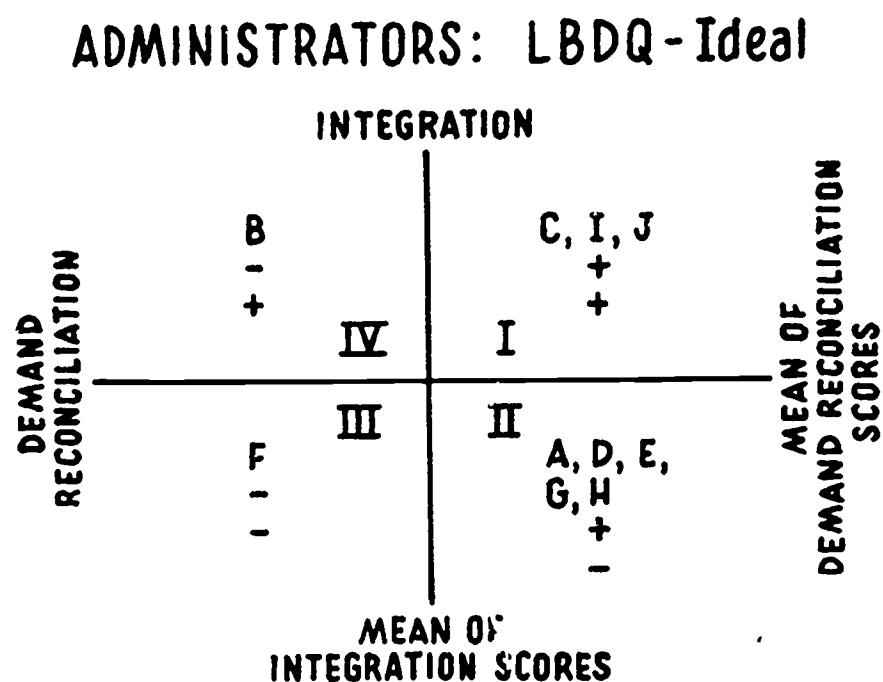 ADMINISTRATORS: LBDQ-Ideal
INTEGRATION
B
-
+
C, I, J
+
+
IV
I
DEMAND
RECONCILIATION
MEAN OF
DEMAND RECONCILIATION
SCORES
III
II
F
-
-
A, D, E,
G, H
+
-
MEAN OF
INTEGRATION SCORES